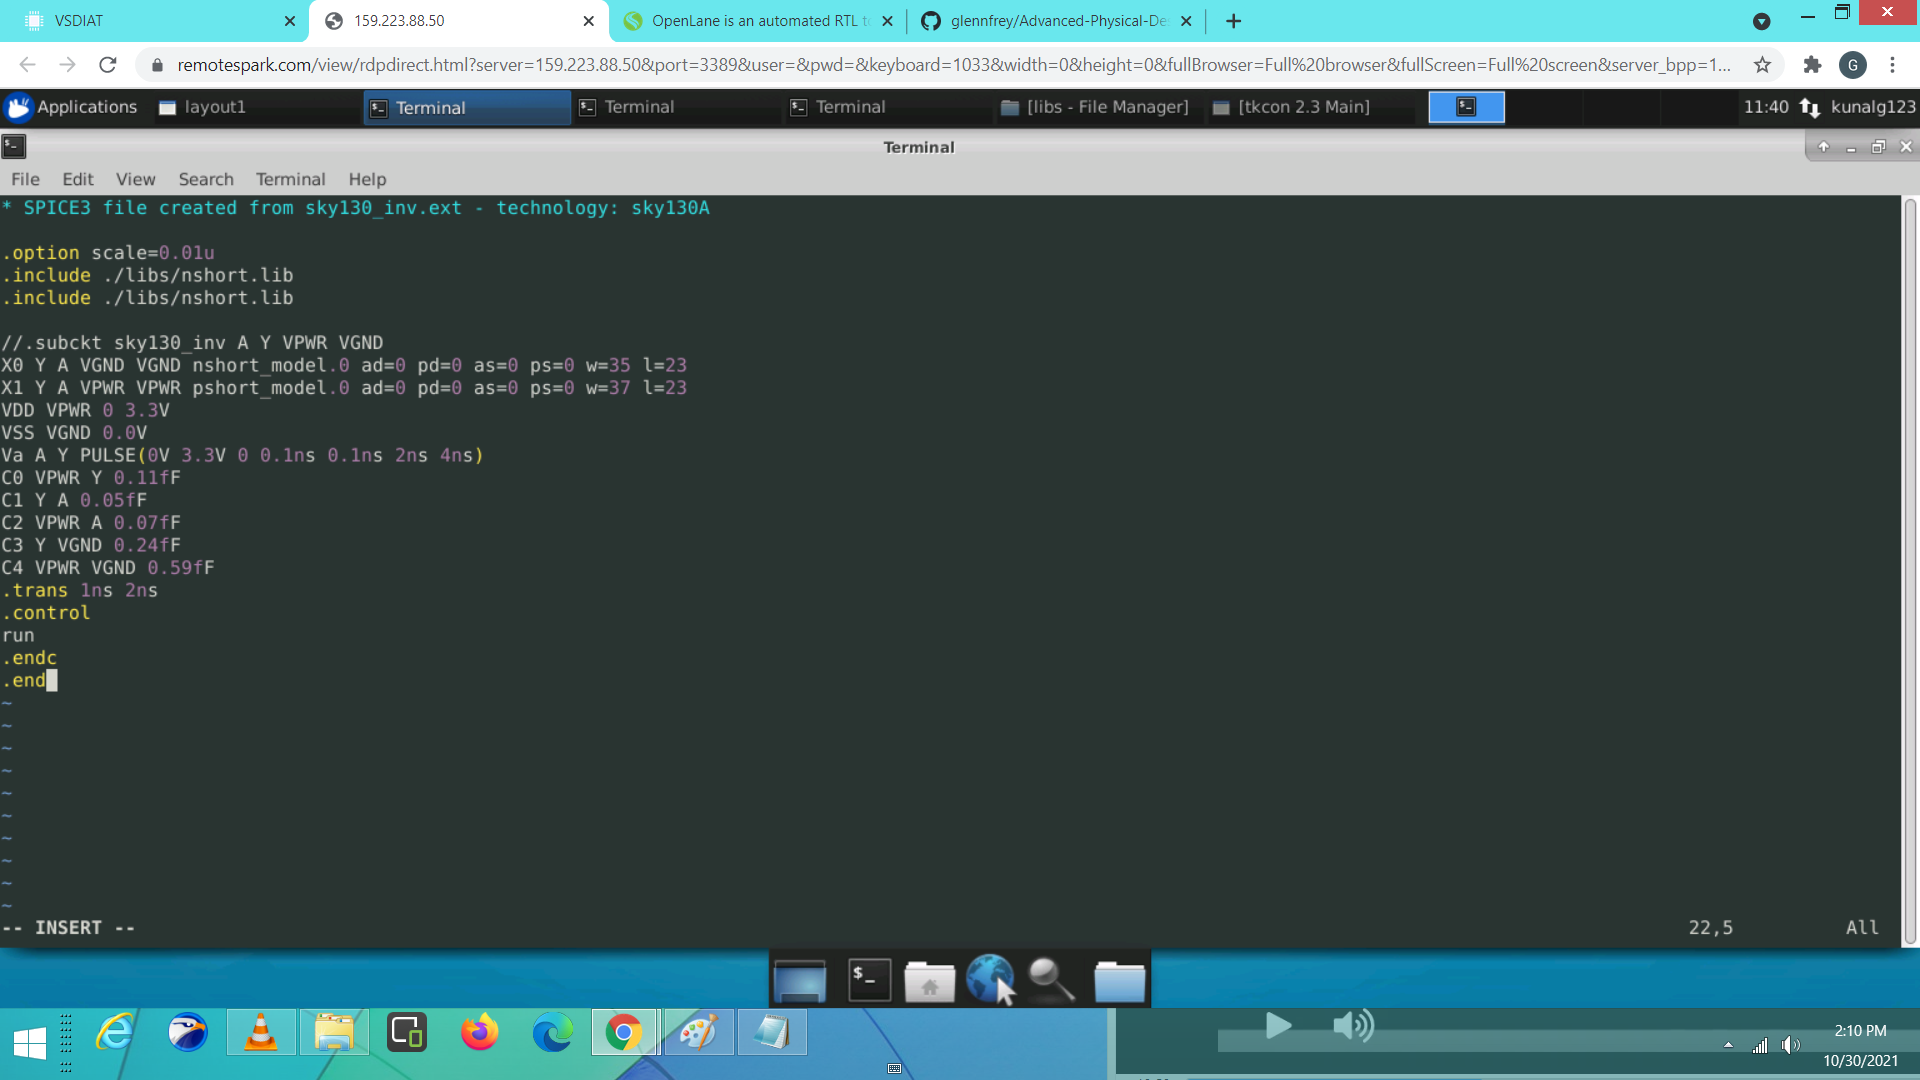 VSDIAT
159.223.88.50
OpenLane is an automated RTL t
glennfrey/Advanced-Physical-De
remotespark.com/view/rdpdirect.html?server=159.223.88.50&port=3389&user=&pwd=&keyboard=1033&width=0&height=0&fullBrowser=Full%20browser&fullScreen=Full%20screen&server_bpp=1...
G
Applications
layout1
Terminal
Terminal
Terminal
[libs - File Manager]
[tkcon 2.3 Main]
11:40
kunalg123
Terminal
File Edit View Search Terminal Help
* SPICE3 file created from sky130_inv.ext - technology: sky130A
.option scale=0.01u
.include ./libs/nshort.lib
.include ./libs/nshort.lib
//.subckt sky130_inv A Y VPWR VGND
X0 Y A VGND VGND nshort_model.0 ad=0 pd=0 as=0 ps=0 w=35 l=23
X1 Y A VPWR VPWR pshort_model.0 ad=0 pd=0 as=0 ps=0 w=37 l=23
VDD VPWR 0 3.3V
VSS VGND 0.0V
Va A Y PULSE(0V 3.3V 0 0.1ns 0.1ns 2ns 4ns)
C0 VPWR Y 0.11fF
C1 Y A 0.05fF
C2 VPWR A 0.07fF
C3 Y VGND 0.24fF
C4 VPWR VGND 0.59fF
.trans 1ns 2ns
.control
run
.endc
.end
~
~
~
~
~
~
~
~
~
~
-- INSERT --
22,5
All
2:10 PM
10/30/2021